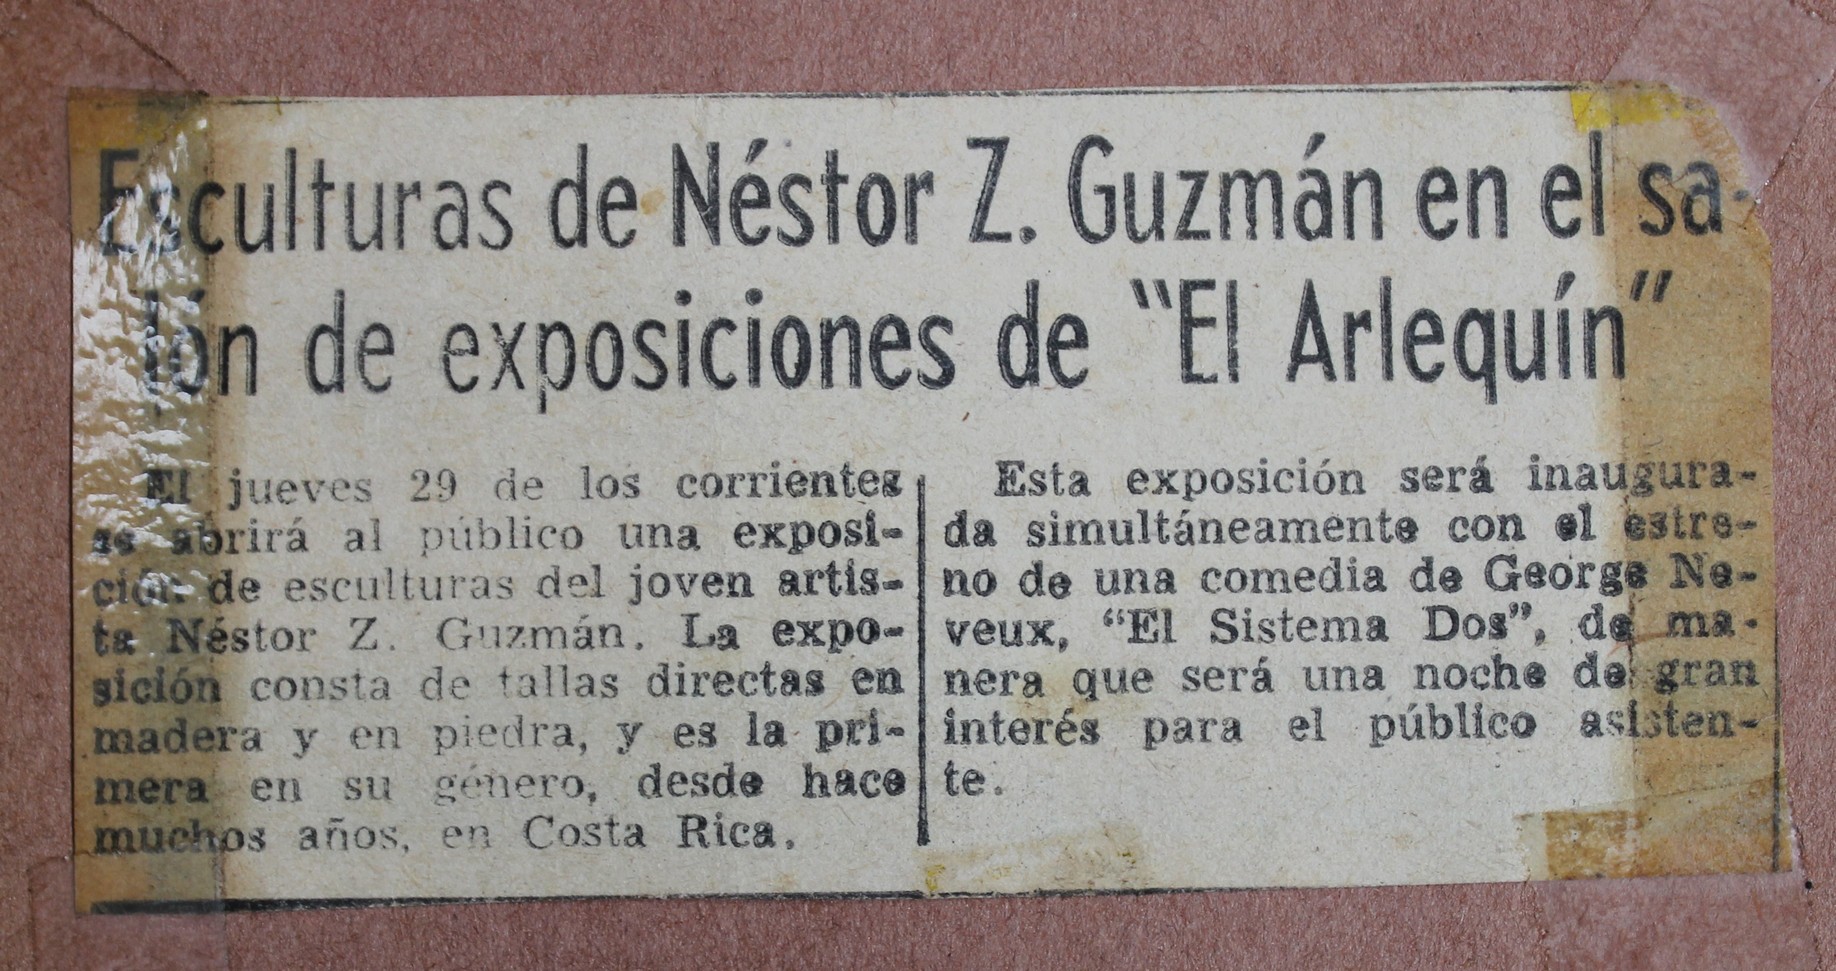 Esculturas de Néstor Z. Guzmán en el sa-
lón de exposiciones de "El Arlequín"
El jueves 29 de los corrientes
se abrirá al público una exposi-
ción de esculturas del joven artis-
ta Néstor Z. Guzmán. La expo-
sición consta de tallas directas en
madera y en piedra, y es la pri-
mera en su género, desde hace
muchos años, en Costa Rica.
Esta exposición será inaugura-
da simultáneamente con el estre-
no de una comedia de George Ne-
veux, "El Sistema Dos", de ma-
nera que será una noche de gran
interés para el público asisten-
te.